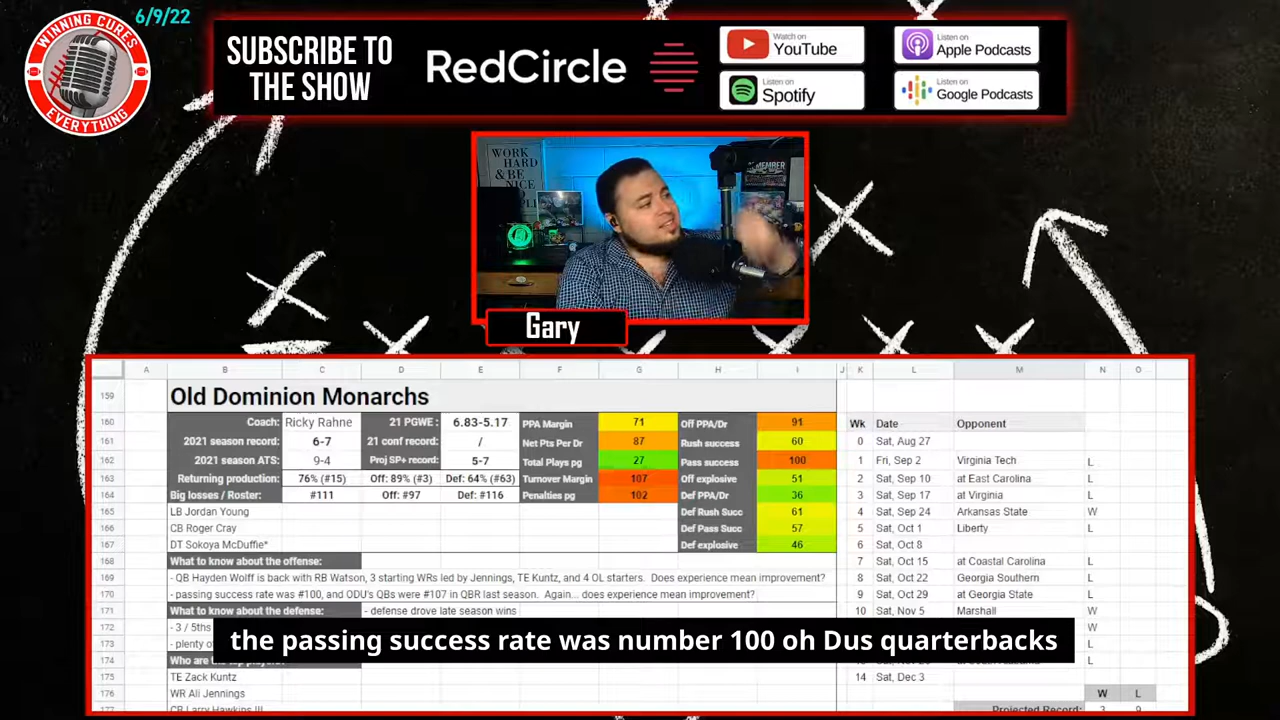 6/9/22
WINNING CURES
EVERYTHING
SUBSCRIBE TO
THE SHOW
RedCircle
Watch on
YouTube
Listen on
Apple Podcasts
Listen on
Spotify
Listen on
Google Podcasts
WORK
HARD
& BE
NICE
Gary
A B C D E F G H I J K L M N O
159 Old Dominion Monarchs
160 Coach: Ricky Rahne 21 PGWE : 6.83-5.17 PPA Margin 71 Off PPA/Dr 91 Wk Date Opponent
161 2021 season record: 6-7 21 conf record: / Net Pts Per Dr 87 Rush success 60 0 Sat, Aug 27
162 2021 season ATS: 9-4 Proj SP+ record: 5-7 Total Plays pg 27 Pass success 100 1 Fri, Sep 2 Virginia Tech L
163 Returning production: 76% (#15) Off: 89% (#3) Def: 64% (#63) Turnover Margin 107 Off explosive 51 2 Sat, Sep 10 at East Carolina L
164 Big losses / Roster: #111 Off: #97 Def: #116 Penalties pg 102 Def PPA/Dr 36 3 Sat, Sep 17 at Virginia L
165 LB Jordan Young Def Rush Succ 61 4 Sat, Sep 24 Arkansas State W
166 CB Roger Cray Def Pass Succ 57 5 Sat, Oct 1 Liberty L
167 DT Sokoya McDuffie* Def explosive 46 6 Sat, Oct 8
168 What to know about the offense: 7 Sat, Oct 15 at Coastal Carolina L
169 - QB Hayden Wolff is back with RB Watson, 3 starting WRs led by Jennings, TE Kuntz, and 4 OL starters. Does experience mean improvement? 8 Sat, Oct 22 Georgia Southern L
170 - passing success rate was #100, and ODU's QBs were #107 in QBR last season. Again... does experience mean improvement? 9 Sat, Oct 29 at Georgia State L
171 What to know about the defense: - defense drove late season wins 10 Sat, Nov 5 Marshall W
172 - 3 / 5ths W
173 - plenty L
the passing success rate was number 100 oh Dus quarterbacks
174 Who are
175 TE Zack Kuntz 14 Sat, Dec 3
176 WR Ali Jennings W L
177 CB Larry Hawkins III Projected Record: 3 9